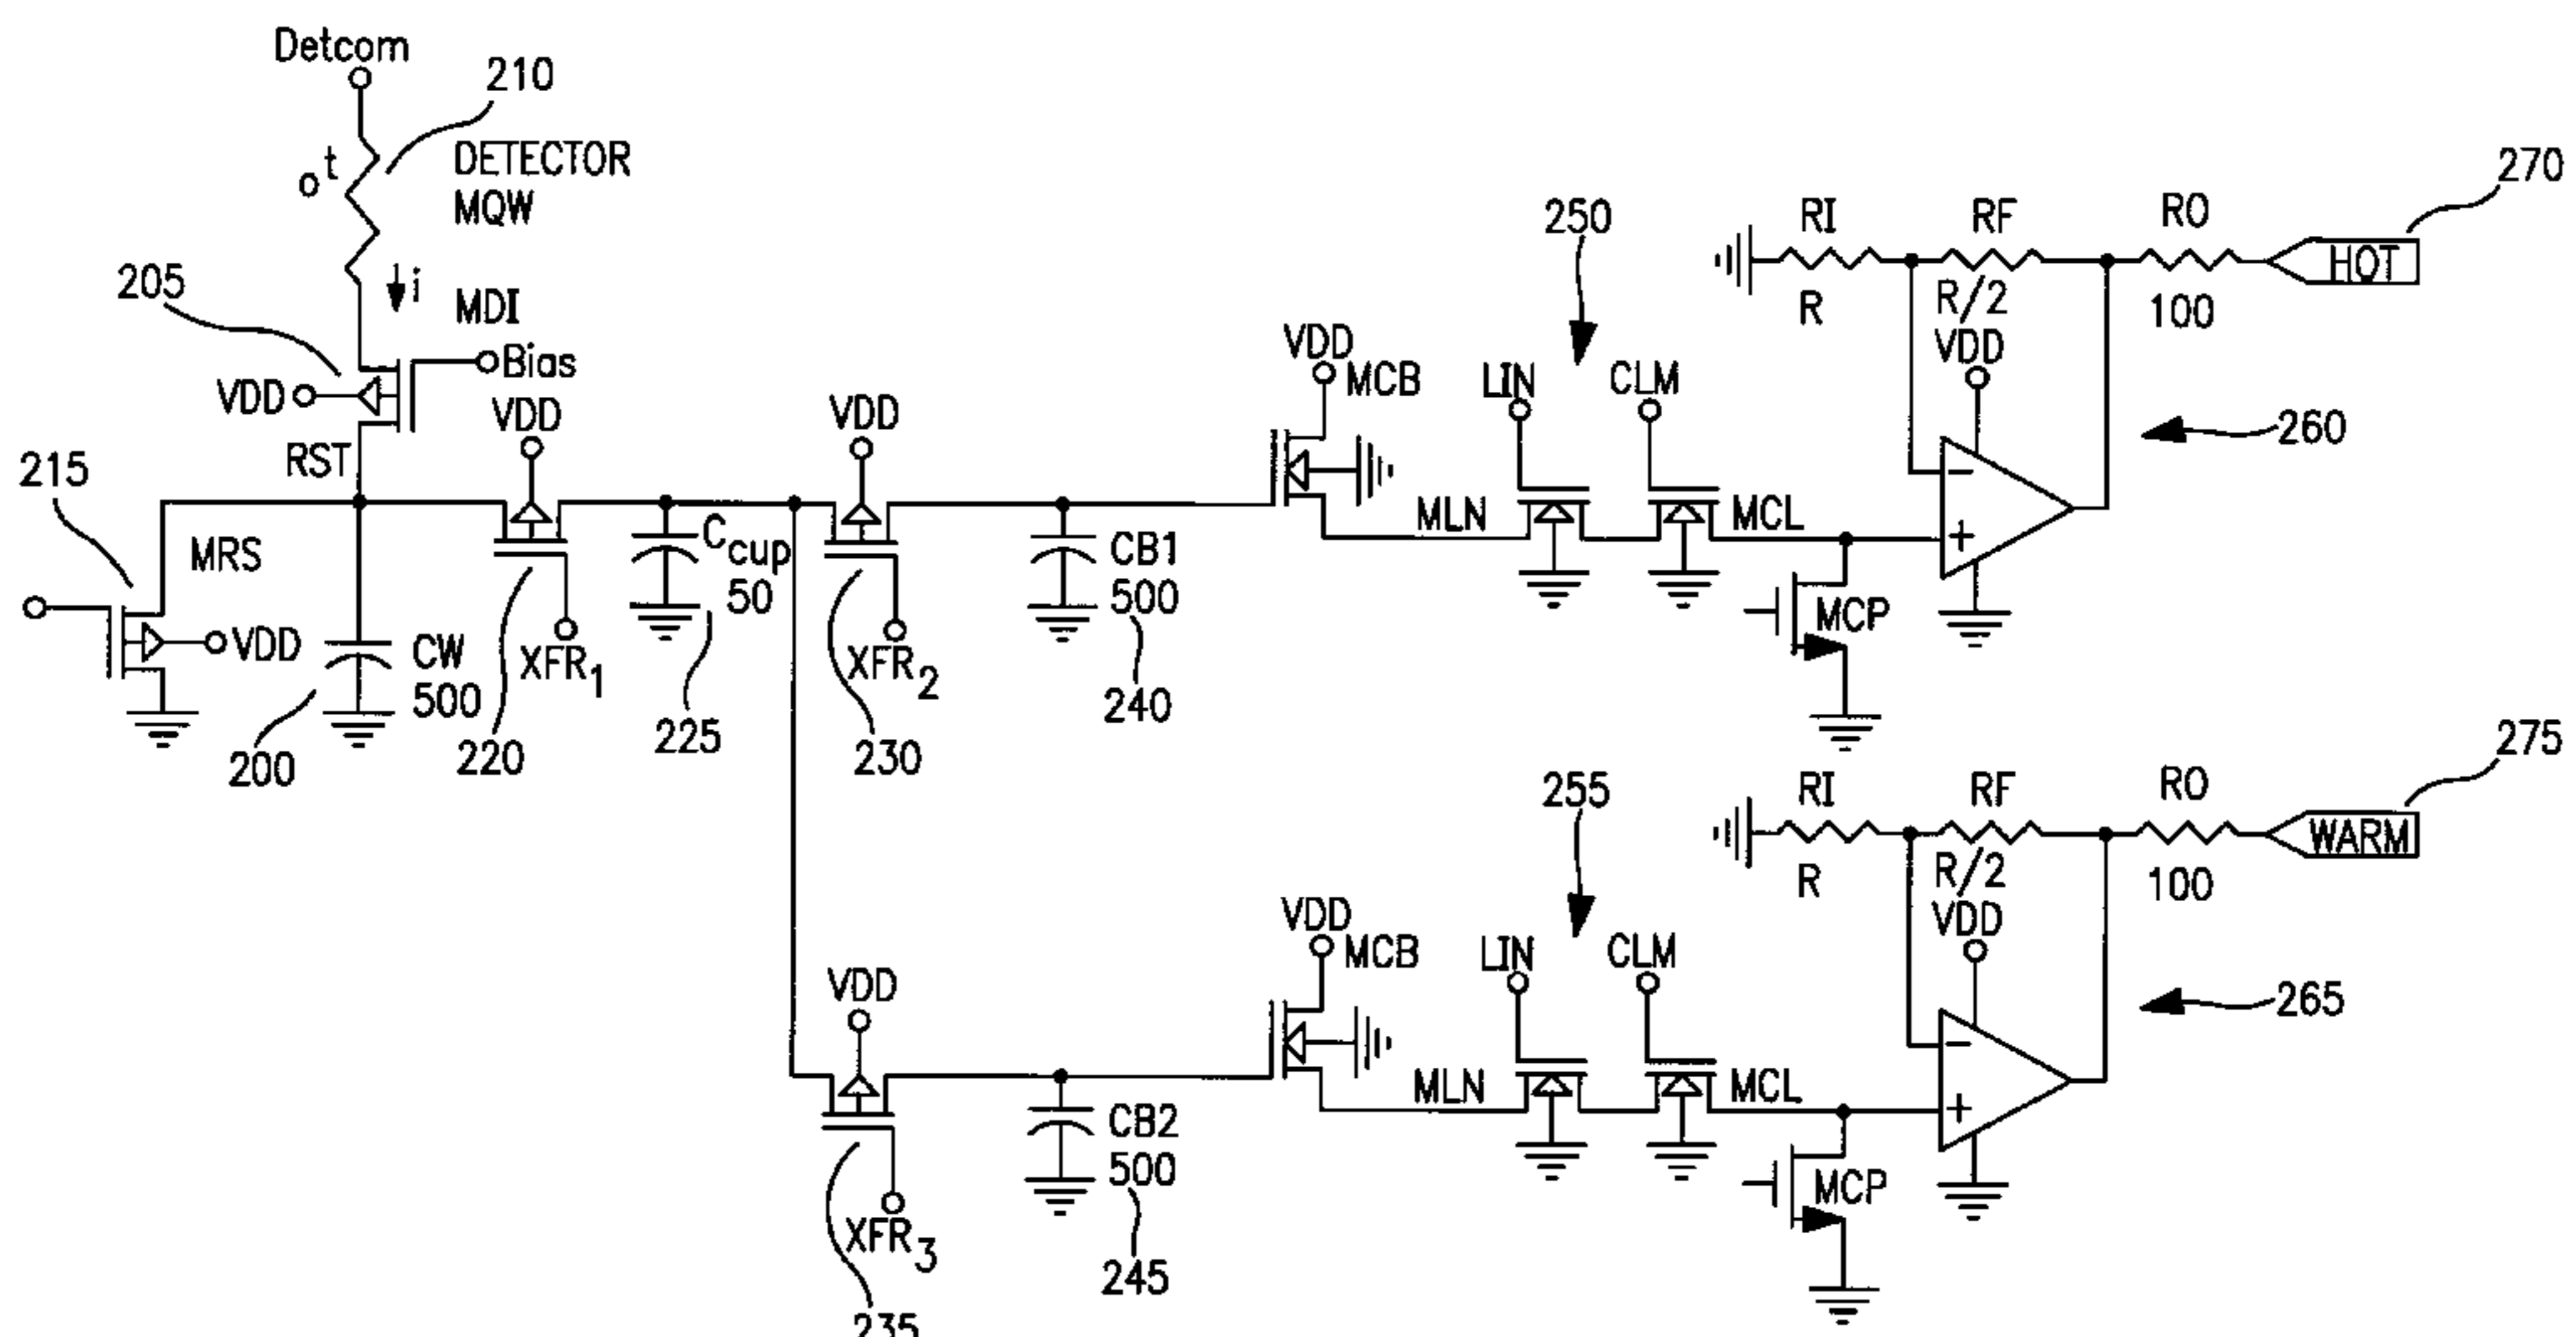 Detcom
210
o t
DETECTOR
MQW
205
i
MDI
VDD
Bias
RST
VDD
VDD
215
MRS
VDD
CW
500
200
220
XFR1
Ccup
50
225
XFR2
230
CB1
500
240
VDD
MCB
MLN
250
LIN
CLM
MCL
MCP
RI
R
RF
R/2
VDD
RO
100
HOT
270
−
+
260
VDD
XFR3
235
CB2
500
245
VDD
MCB
MLN
255
LIN
CLM
MCL
MCP
RI
R
RF
R/2
VDD
RO
100
WARM
275
−
+
265